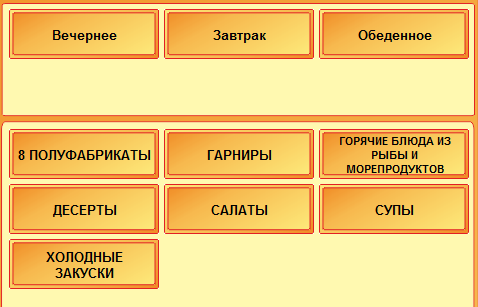 Вечернее
Завтрак
Обеденное
8 ПОЛУФАБРИКАТЫ
ГАРНИРЫ
ГОРЯЧИЕ БЛЮДА ИЗ
РЫБЫ И
МОРЕПРОДУКТОВ
ДЕСЕРТЫ
САЛАТЫ
СУПЫ
ХОЛОДНЫЕ
ЗАКУСКИ